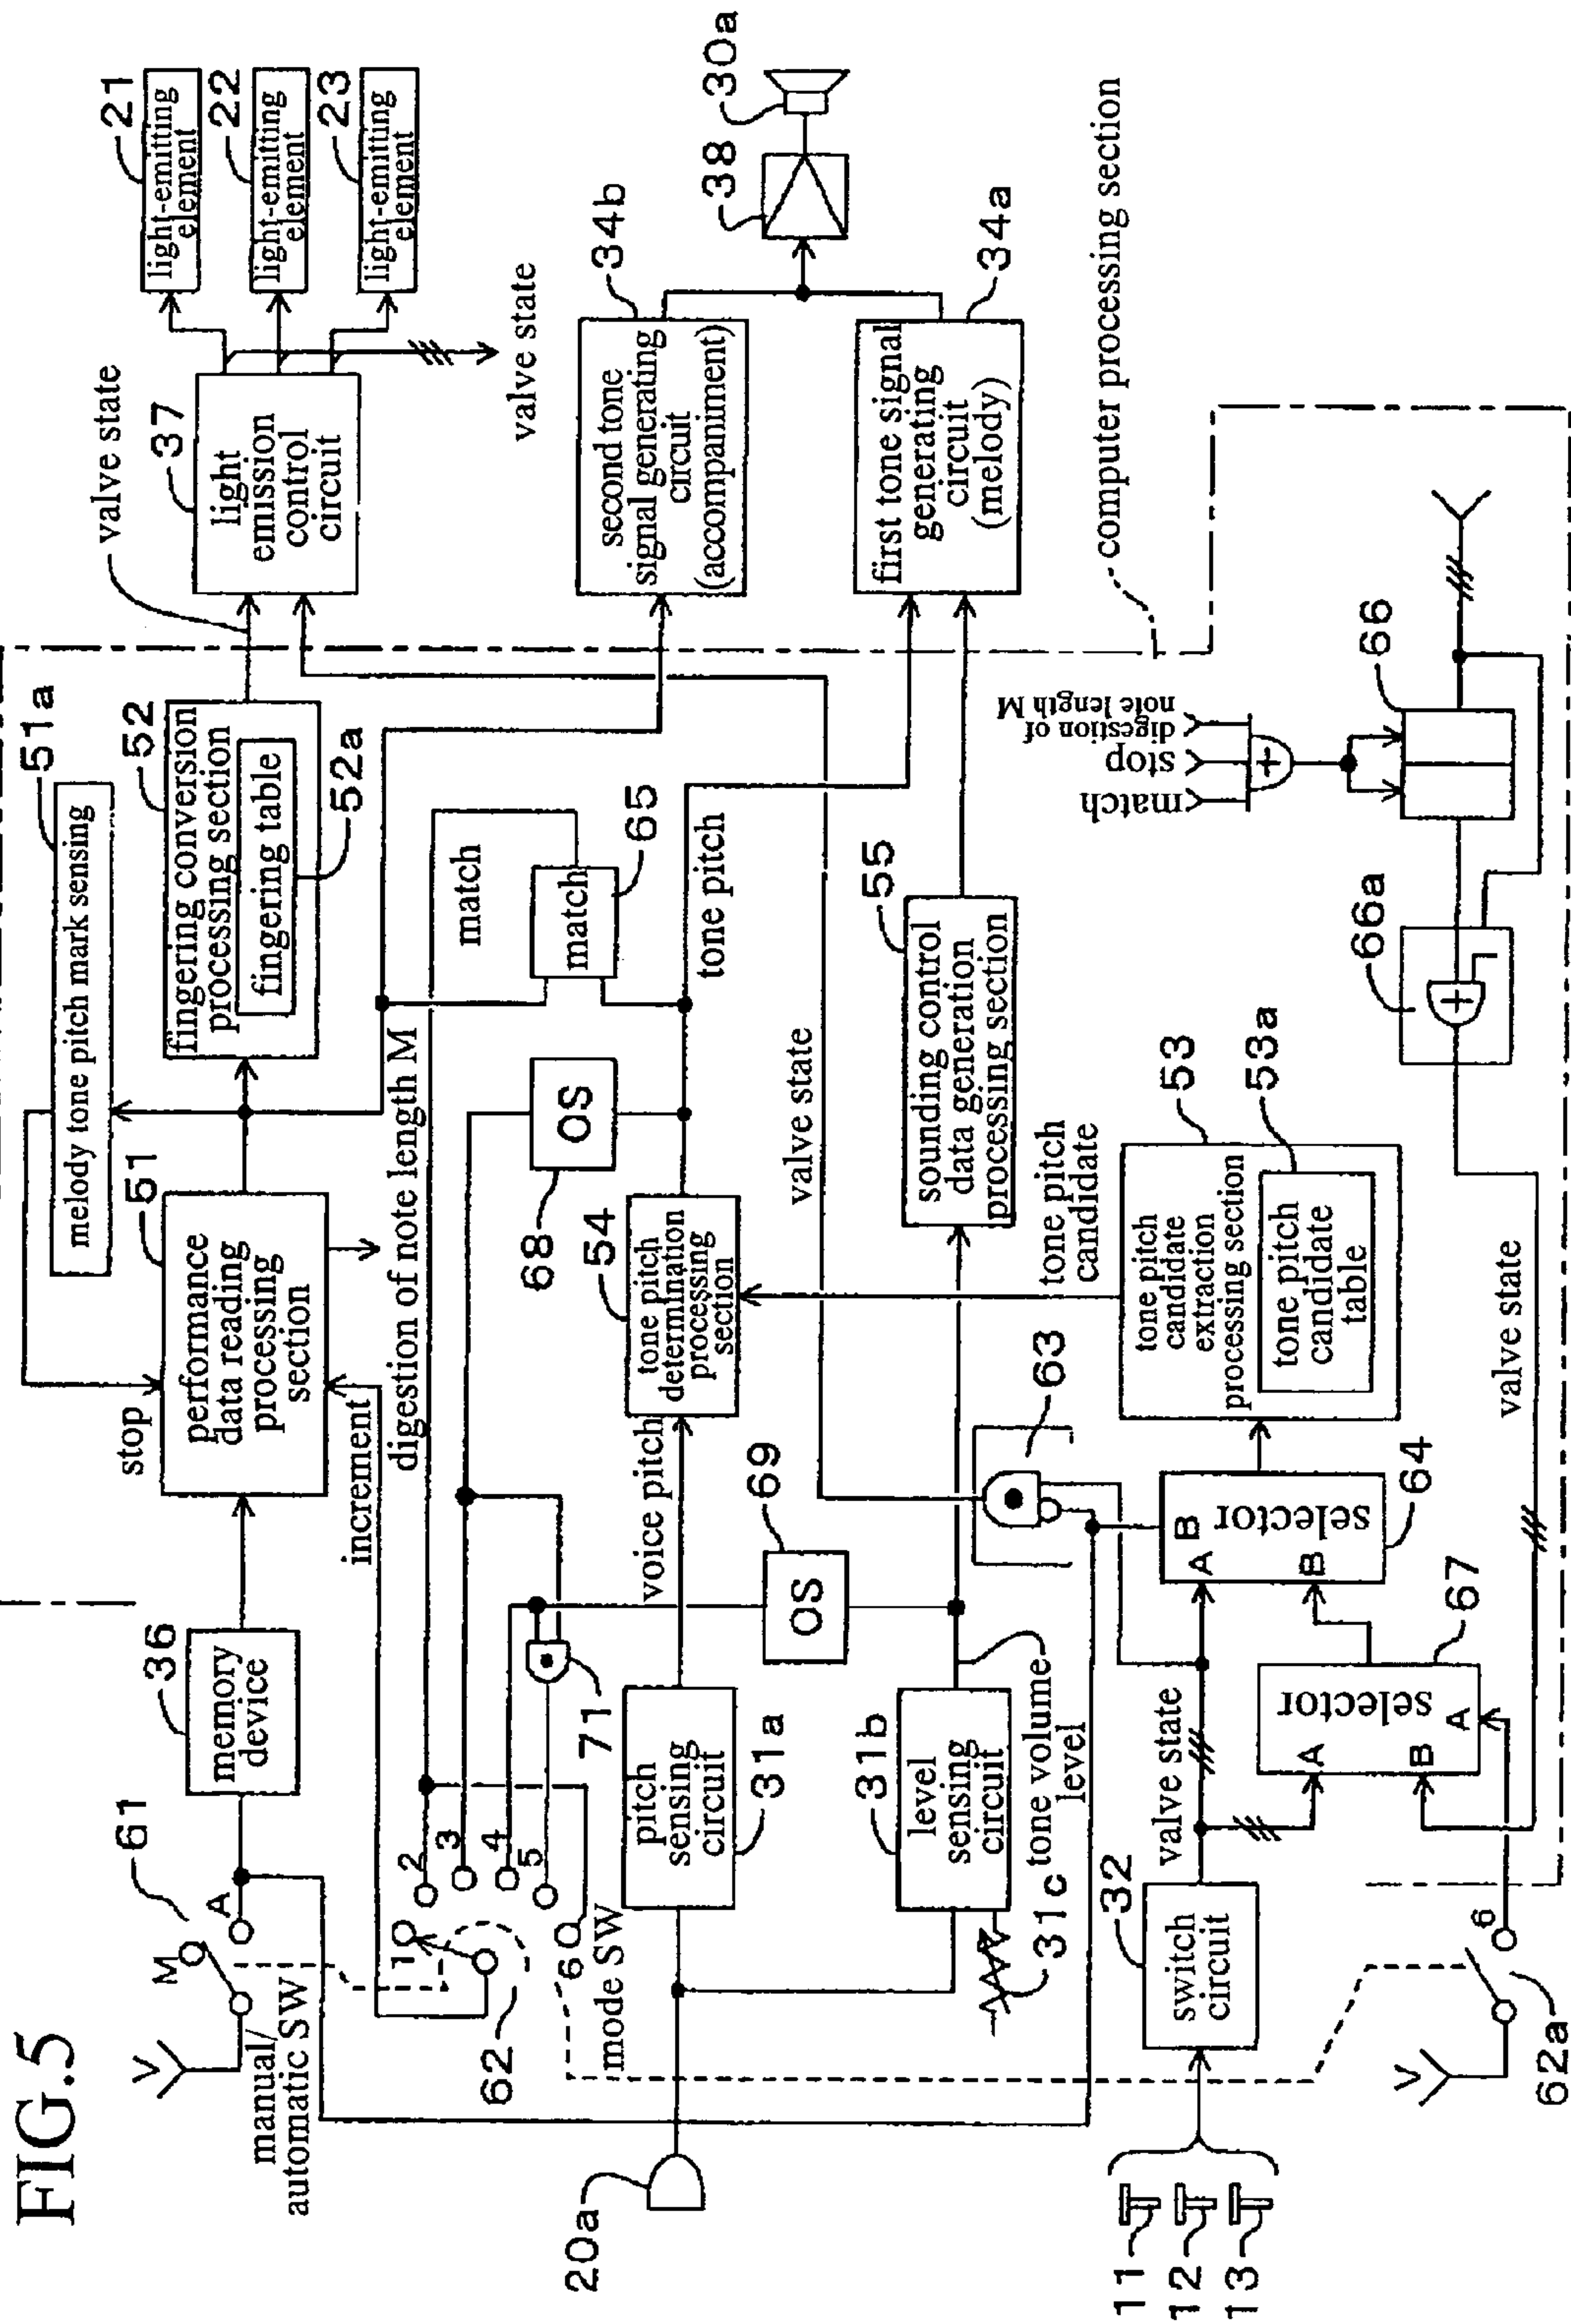 FIG.5
V
manual/
automatic SW
M
A
61
memory
device
36
stop
performance
data reading
processing
section
51
melody tone pitch mark sensing
51a
fingering conversion
processing section
fingering table
52
52a
valve state
light
emission
control
circuit
37
light-emitting
element
21
light-emitting
element
22
light-emitting
element
23
valve state
increment
digestion of note length M
1
2
3
4
5
6
62
mode SW
71
OS
68
match
match
65
second tone
signal generating
circuit
(accompaniment)
34b
38
30a
20a
pitch
sensing
circuit
31a
voice pitch
tone pitch
determination
processing
section
54
tone pitch
first tone signal
generating
circuit
(melody)
34a
OS
69
level
sensing
circuit
31b
31c
tone volume
level
sounding control
data generation
processing section
55
valve state
63
tone pitch
candidate
computer processing section
11
12
13
switch
circuit
32
valve state
A
B
B
selector
64
tone pitch
candidate
extraction
processing section
tone pitch
candidate
table
53
53a
A
B
A
selector
67
V
6
62a
valve state
66a
match
stop
digestion of
note length M
66